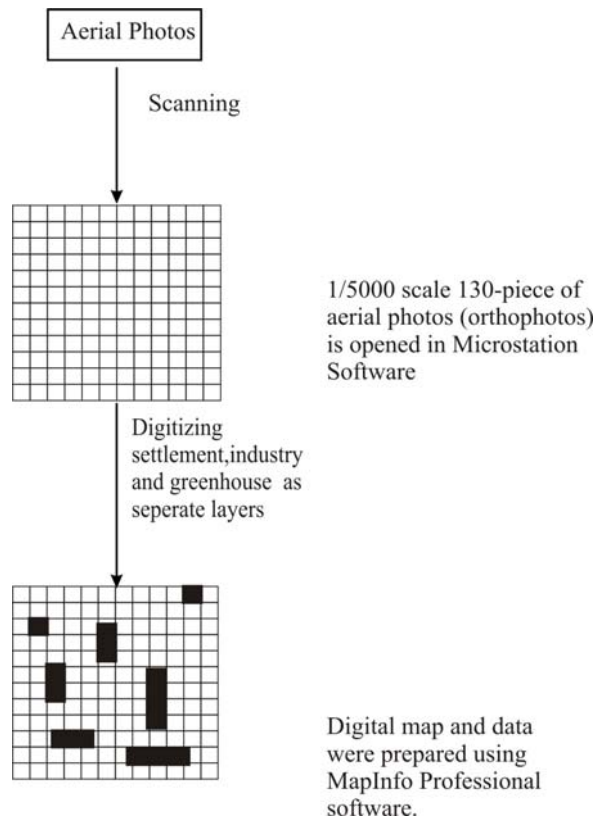 Aerial Photos
Scanning
1/5000 scale 130-piece of
aerial photos (orthophotos)
is opened in Microstation
Software
Digitizing
settlement,industry
and greenhouse as
seperate layers
Digital map and data
were prepared using
MapInfo Professional
software.